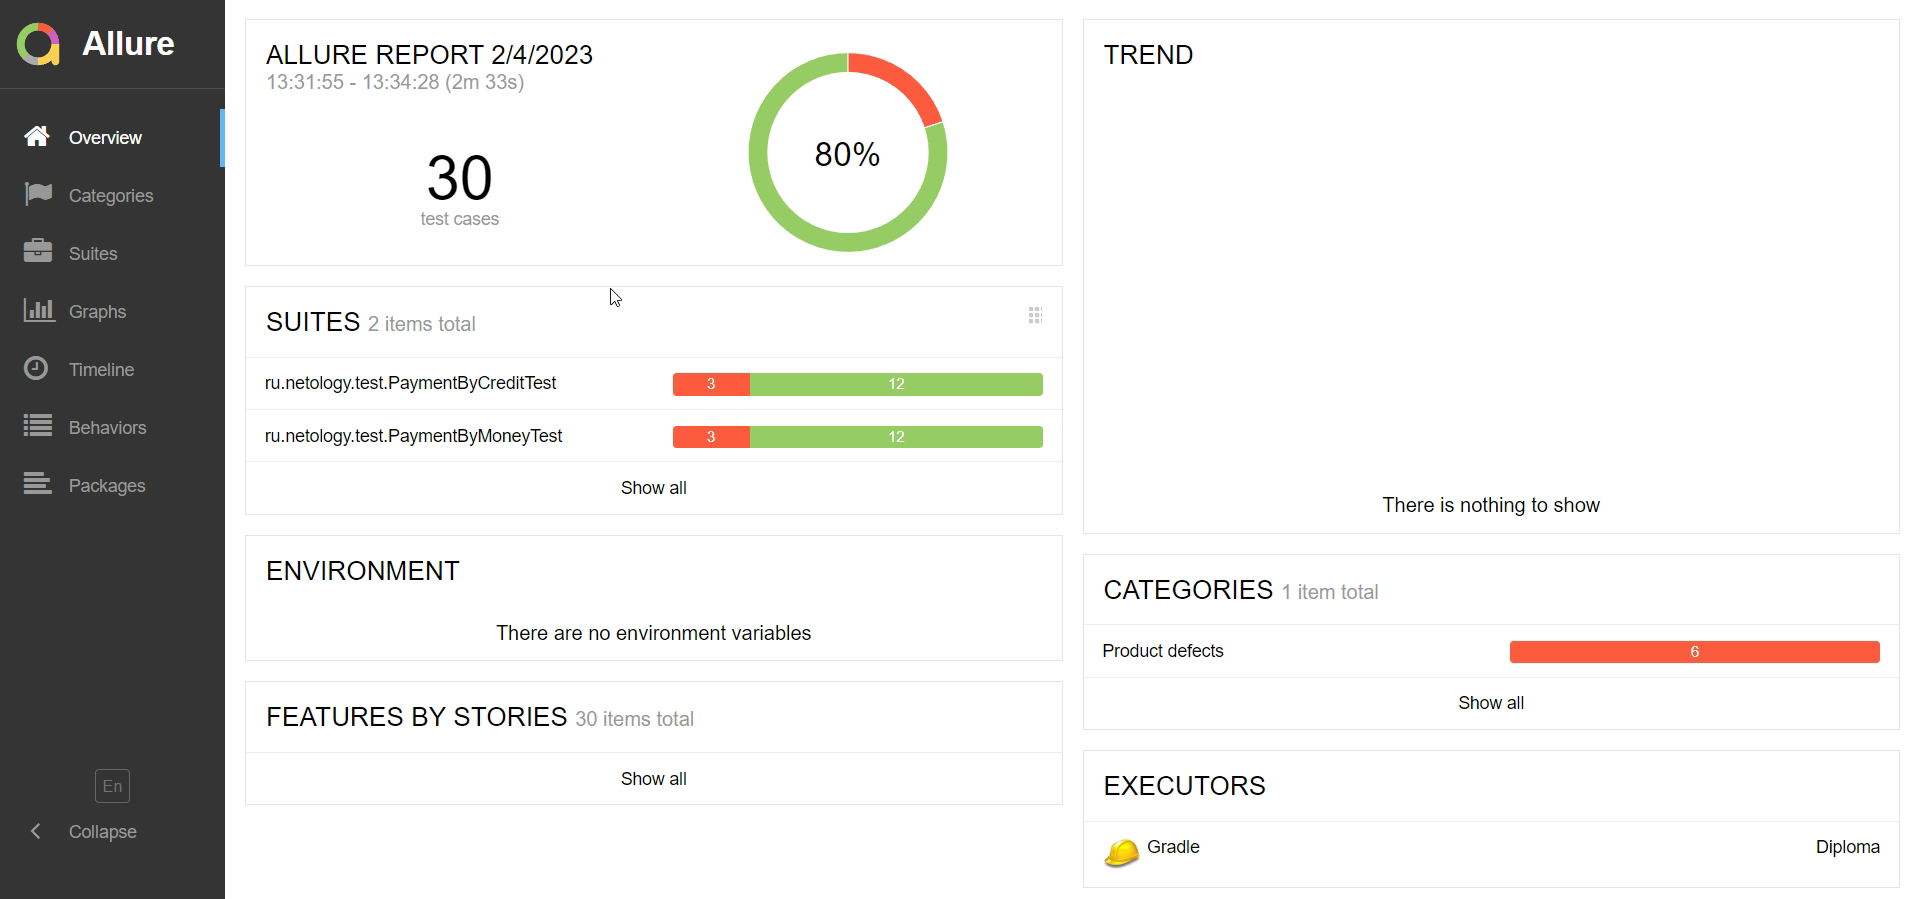 Allure
Overview
Categories
Suites
Graphs
Timeline
Behaviors
Packages
En
Collapse
ALLURE REPORT 2/4/2023
13:31:55 - 13:34:28 (2m 33s)
30
test cases
80%
SUITES 2 items total
ru.netology.test.PaymentByCreditTest 3 12
ru.netology.test.PaymentByMoneyTest 3 12
Show all
ENVIRONMENT
There are no environment variables
FEATURES BY STORIES 30 items total
Show all
TREND
There is nothing to show
CATEGORIES 1 item total
Product defects 6
Show all
EXECUTORS
Gradle Diploma